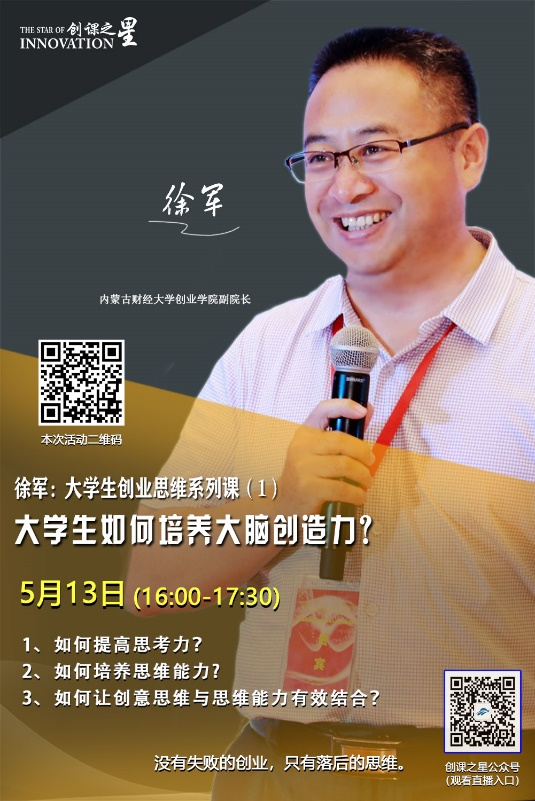 THE STAR OF
INNOVATION
创课之星
徐军
内蒙古财经大学创业学院副院长
本次活动二维码
徐军：大学生创业思维系列课（1）
大学生如何培养大脑创造力？
5月13日 (16:00-17:30)
1、如何提高思考力？
2、如何培养思维能力？
3、如何让创意思维与思维能力有效结合？
没有失败的创业，只有落后的思维。
创课之星公众号
（观看直播入口）